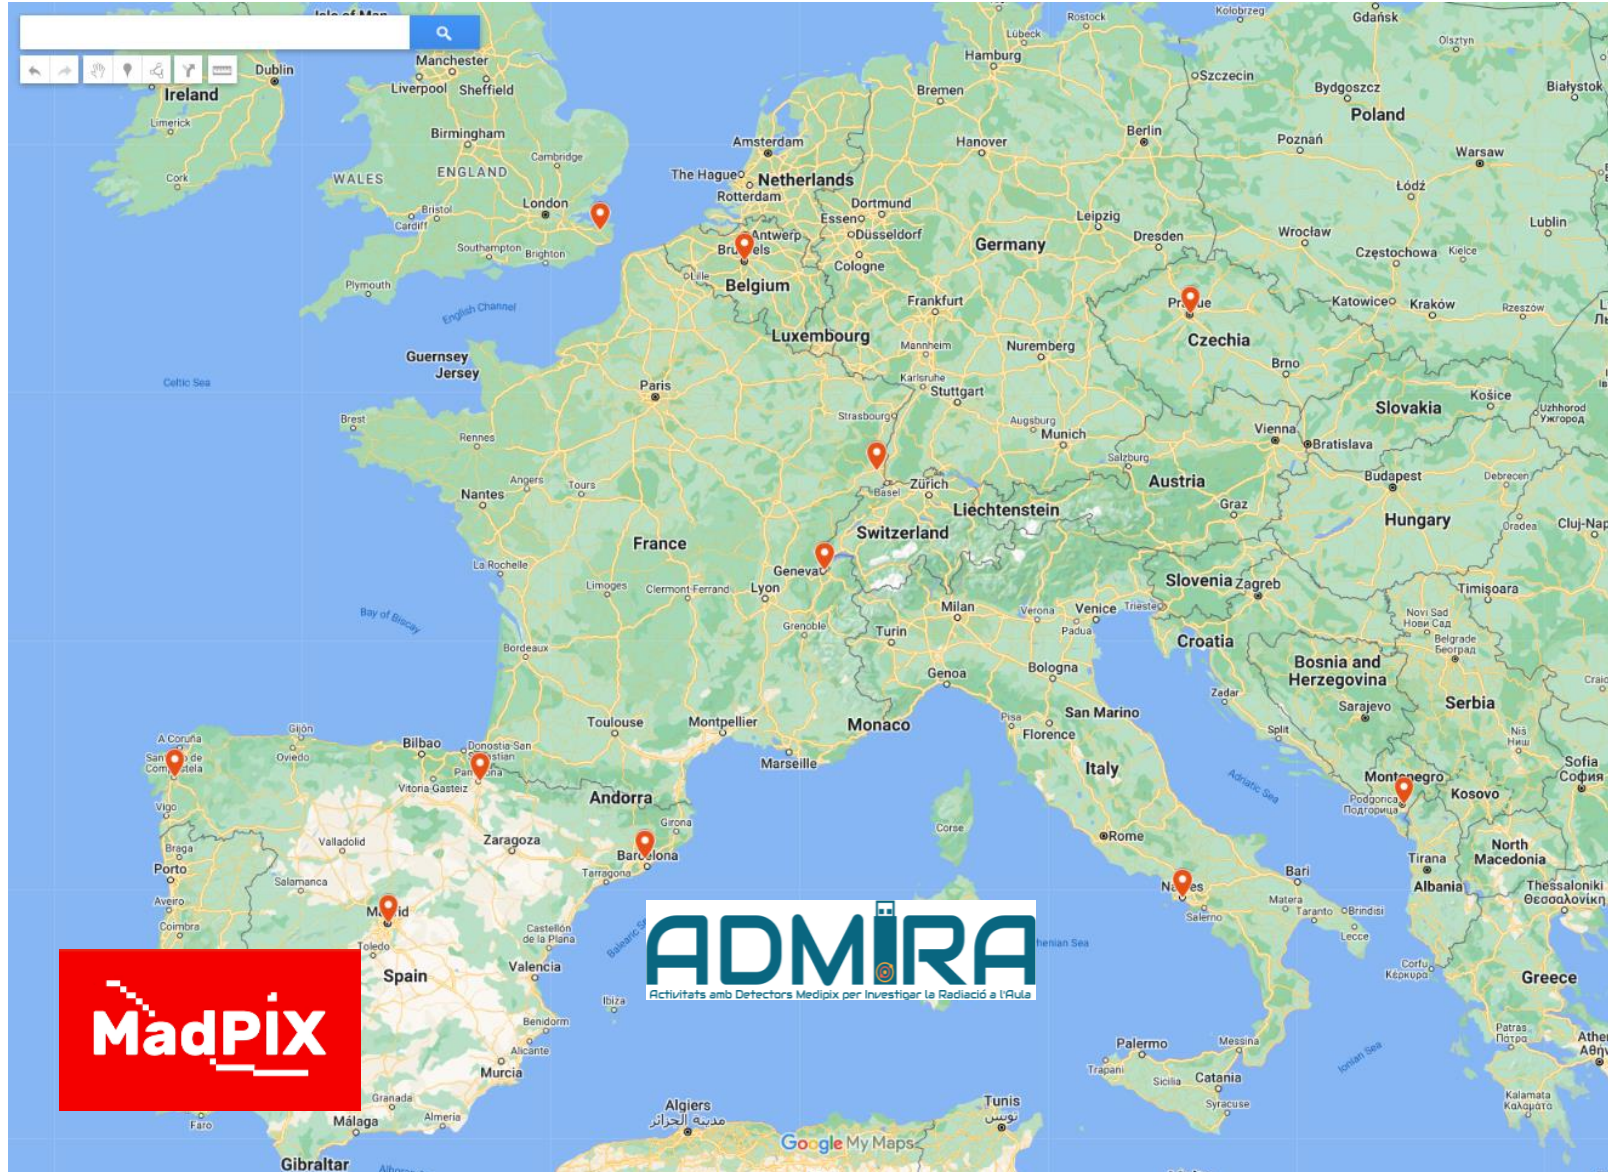 Isle of Man
Kolobrzeg
Gdańsk
Rostock
Lübeck
Hamburg
Olsztyn
Manchester
Liverpool
Sheffield
Dublin
Ireland
Szczecin
Bydgoszcz
Białystok
Bremen
Poland
Limerick
Birmingham
Amsterdam
Hanover
Berlin
Poznań
Warsaw
Cambridge
WALES
ENGLAND
The Hague
Netherlands
Rotterdam
Cork
Łódź
London
Bristol
Cardiff
Dortmund
Essen
Düsseldorf
Leipzig
Dresden
Wrocław
Lublin
Antwerp
Germany
Southampton
Brighton
Częstochowa
Kielce
Cologne
Lille
Belgium
Plymouth
English Channel
Frankfurt
Katowice
Kraków
Rzeszów
Luxembourg
Czechia
Mannheim
Nuremberg
Guernsey
Jersey
Brno
Celtic Sea
Paris
Karlsruhe
Stuttgart
Košice
Slovakia
Uzhhorod
Ужгород
Brest
Strasbourg
Augsburg
Munich
Vienna
Bratislava
Rennes
Salzburg
Angers
Tours
Nantes
Basel
Zürich
Austria
Budapest
Debrecen
Liechtenstein
Graz
Switzerland
Hungary
Oradea
Cluj-Nap
France
La Rochelle
Geneva
Limoges
Clermont-Ferrand
Lyon
Slovenia
Zagreb
Timișoara
Bay of Biscay
Milan
Verona
Venice
Trieste
Padua
Novi Sad
Нови Сад
Grenoble
Turin
Croatia
Belgrade
Београд
Bordeaux
Genoa
Bologna
Bosnia and
Herzegovina
Zadar
Serbia
Sarajevo
Toulouse
Montpellier
Monaco
Pisa
San Marino
Florence
Split
Niš
Ниш
A Coruña
Gijón
Oviedo
Bilbao
Donostia-San
Marseille
Italy
Adriatic Sea
Sofia
София
Vitoria-Gasteiz
Andorra
Montenegro
Podgorica
Подгорица
Kosovo
Vigo
Girona
Corse
Braga
Valladolid
Zaragoza
Rome
North
Macedonia
Porto
Barcelona
Tarragona
Tirana
Albania
Salamanca
Bari
Thessaloniki
Θεσσαλονίκη
Aveiro
Madrid
Matera
Taranto
Brindisi
Salerno
Coimbra
Castellón
de la Plana
Lecce
Toledo
Spain
Valencia
Corfu
Κέρκυρα
Greece
ADMIRA
Activitats amb Detectors Medipix per Investigar la Radiació a l'Aula
Ibiza
Benidorm
Alicante
MadPiX
Murcia
Palermo
Messina
Ionian Sea
Patras
Πάτρα
Trapani
Sicilia
Catania
Syracuse
Granada
Almería
Málaga
Faro
Algiers
مدينة الجزائر
Tunis
تونس
Kalamata
Καλαμάτα
Google My Maps
Gibraltar